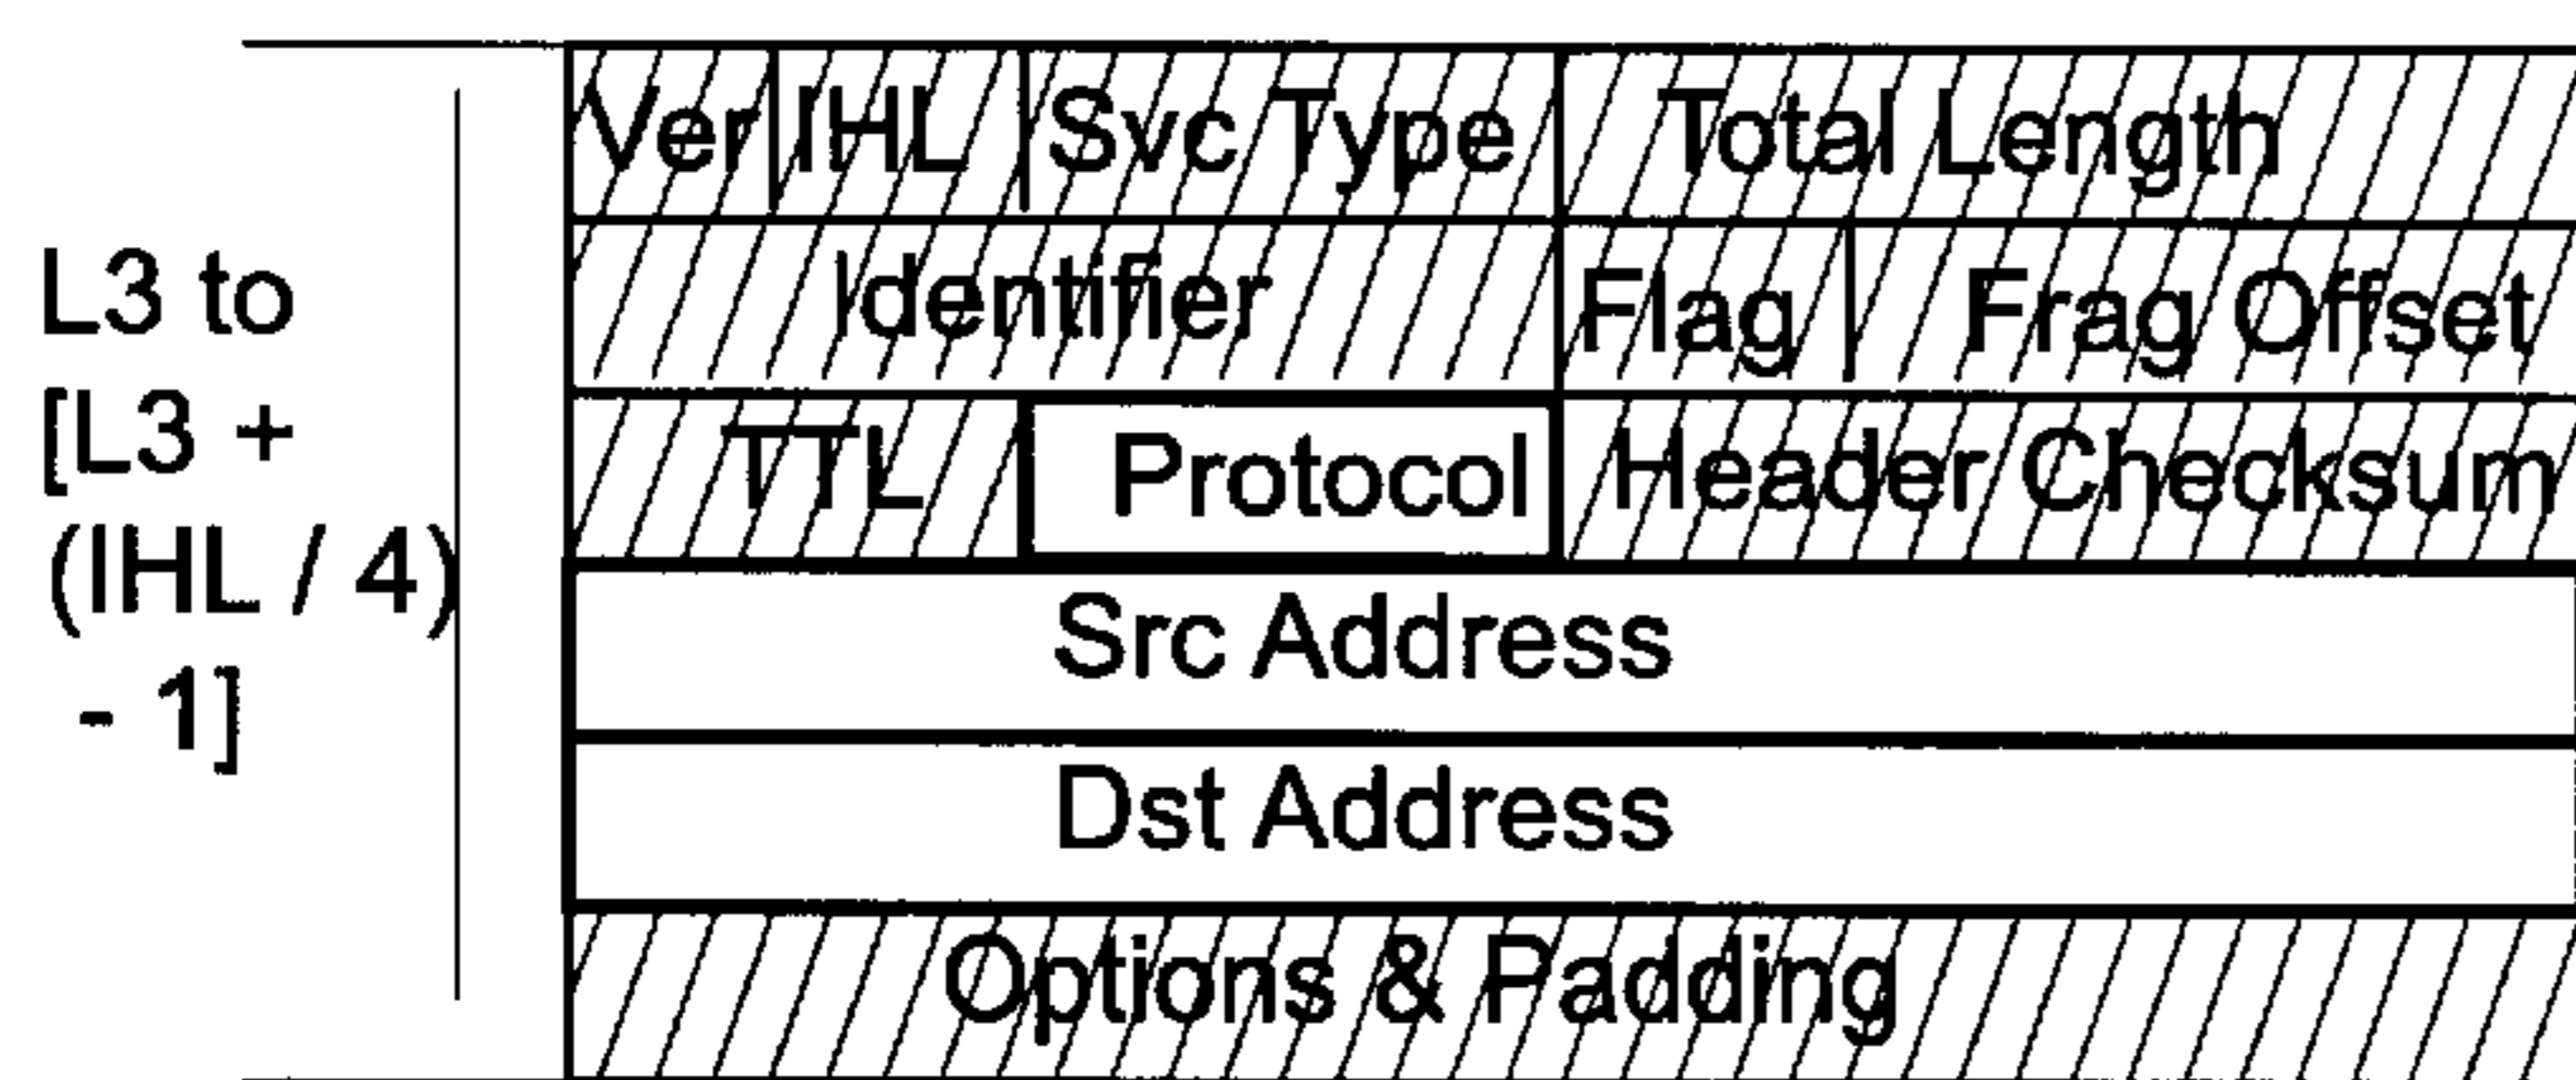 L3 to
[L3 +
(IHL / 4)
- 1]
Ver IHL Svc Type Total Length
Identifier Flag Frag Offset
TTL Protocol Header Checksum
Src Address
Dst Address
Options & Padding